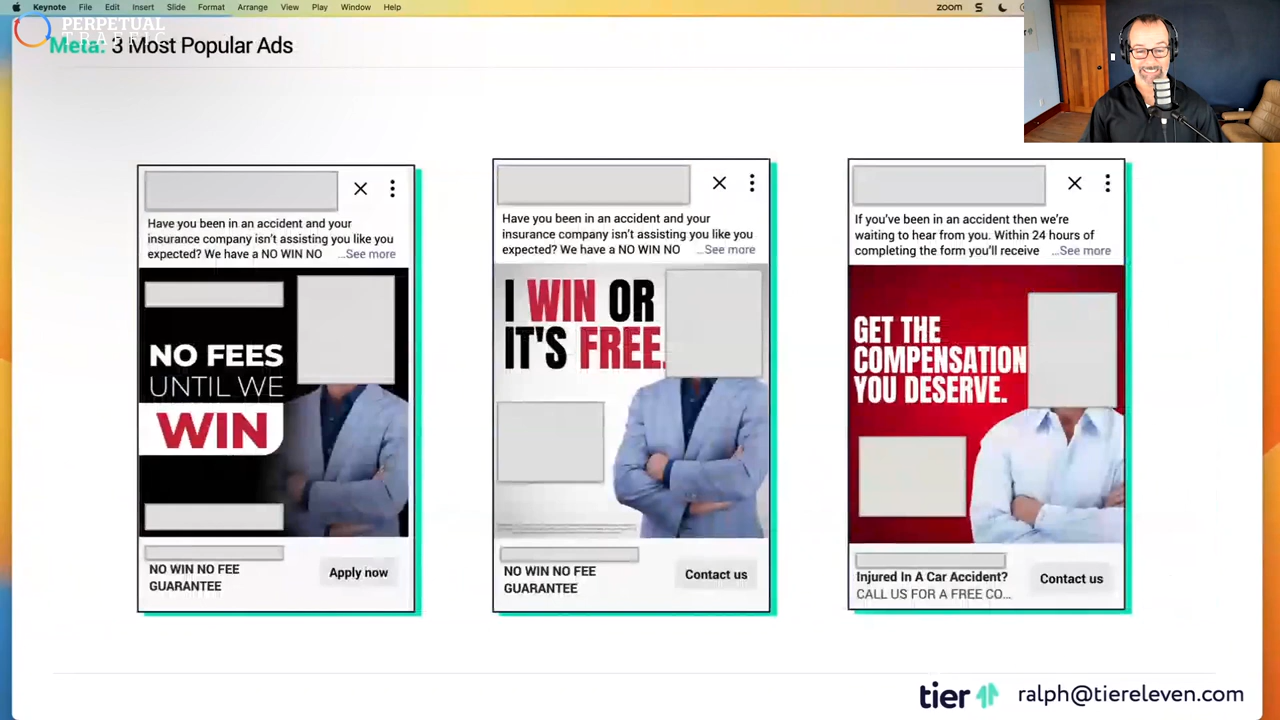 Keynote File Edit Insert Slide Format Arrange View Play Window Help zoom
PERPETUAL
TRAFFIC
Meta: 3 Most Popular Ads
Have you been in an accident and your
insurance company isn't assisting you like you
expected? We have a NO WIN NO ...See more
NO FEES
UNTIL WE
WIN
NO WIN NO FEE
GUARANTEE
Apply now
Have you been in an accident and your
insurance company isn't assisting you like you
expected? We have a NO WIN NO ...See more
I WIN OR
IT'S FREE.
NO WIN NO FEE
GUARANTEE
Contact us
If you've been in an accident then we're
waiting to hear from you. Within 24 hours of
completing the form you'll receive ...See more
GET THE
COMPENSATION
YOU DESERVE.
Injured In A Car Accident?
CALL US FOR A FREE CO...
Contact us
tier 11 ralph@tiereleven.com